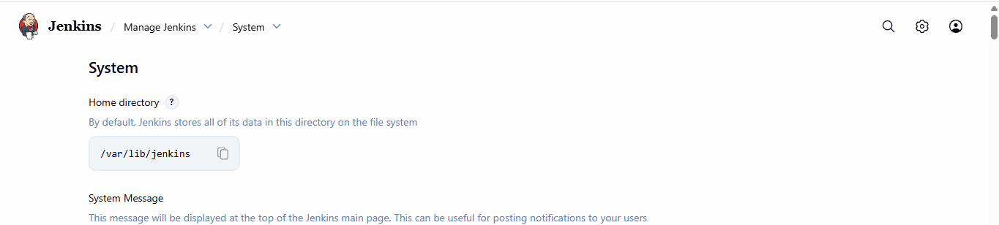 Jenkins / Manage Jenkins / System
System
Home directory ?
By default, Jenkins stores all of its data in this directory on the file system
/var/lib/jenkins
System Message
This message will be displayed at the top of the Jenkins main page. This can be useful for posting notifications to your users